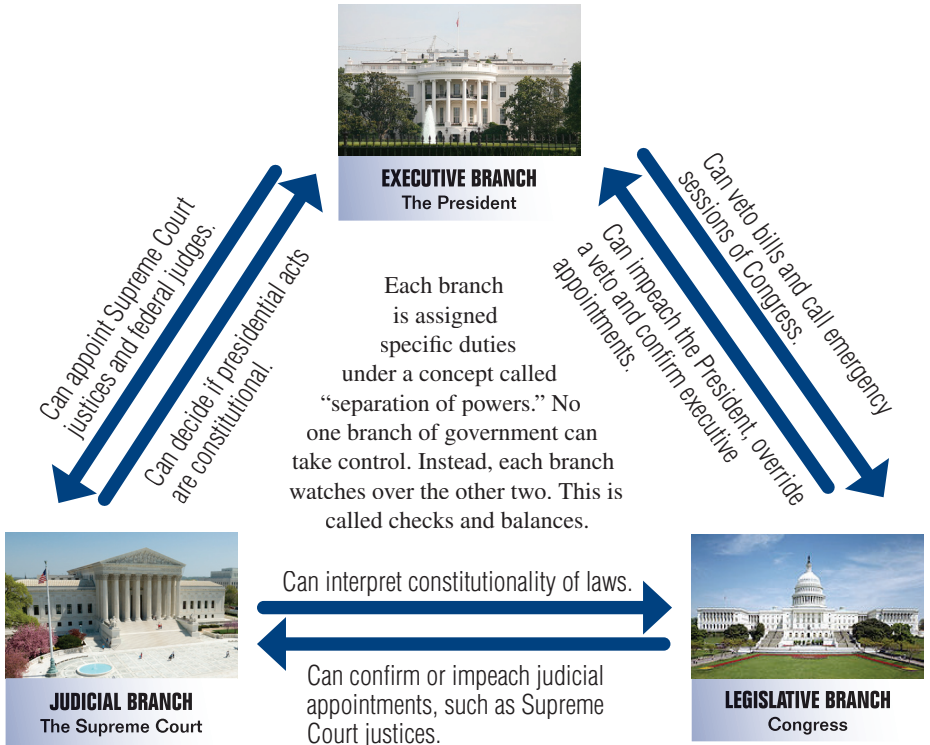 EXECUTIVE BRANCH
The President
Can appoint Supreme Court
justices and federal judges.
Can decide if presidential acts
are constitutional.
Can veto bills and call emergency
sessions of Congress.
Can impeach the President, override
a veto and confirm executive
appointments.
Each branch
is assigned
specific duties
under a concept called
“separation of powers.” No
one branch of government can
take control. Instead, each branch
watches over the other two. This is
called checks and balances.
Can interpret constitutionality of laws.
Can confirm or impeach judicial
appointments, such as Supreme
Court justices.
JUDICIAL BRANCH
The Supreme Court
LEGISLATIVE BRANCH
Congress